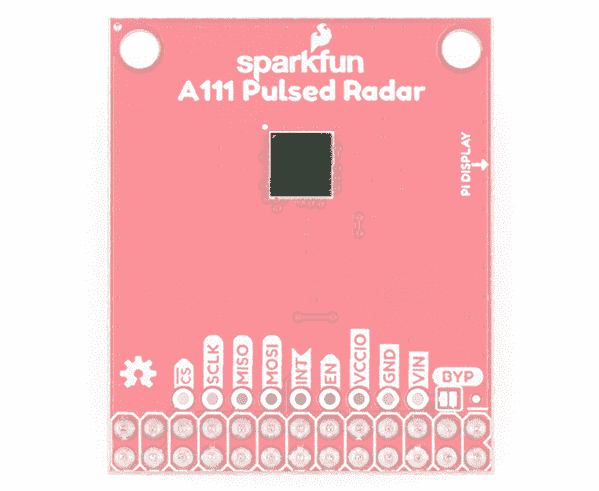 sparkfun
A111 Pulsed Radar
PI DISPLAY
CS
SCLK
MISO
MOSI
INT
EN
VCCIO
GND
VIN
BYP